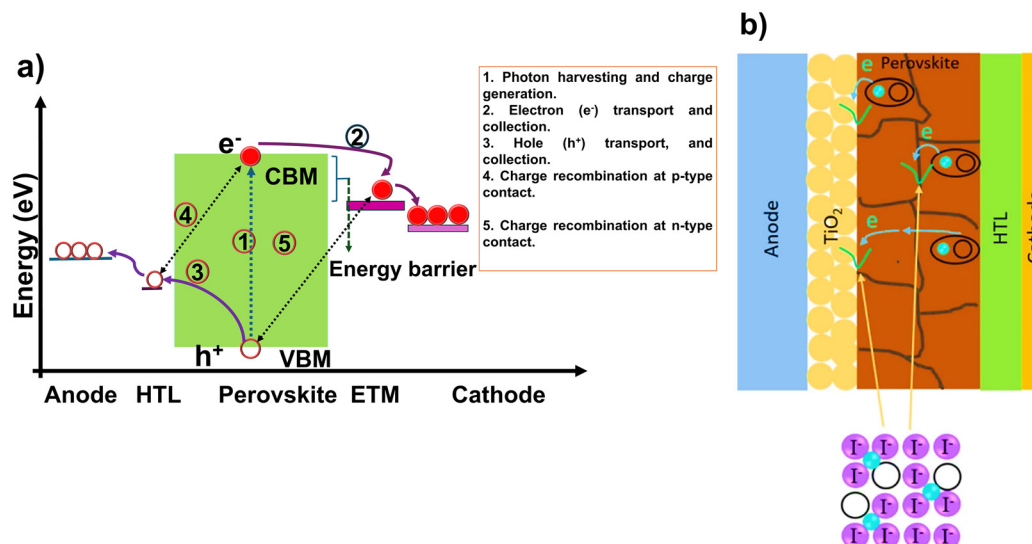 a)
Energy (eV)
e⁻
2
CBM
4
1
5
3
Energy barrier
h⁺
VBM
Anode HTL Perovskite ETM Cathode
1. Photon harvesting and charge
generation.
2. Electron (e⁻) transport and
collection.
3. Hole (h⁺) transport, and
collection.
4. Charge recombination at p-type
contact.
5. Charge recombination at n-type
contact.
b)
Anode
TiO₂
Perovskite
e
e
e
HTL
I⁻ I⁻ I⁻ I⁻
I⁻ I⁻
I⁻ I⁻
I⁻ I⁻ I⁻ I⁻